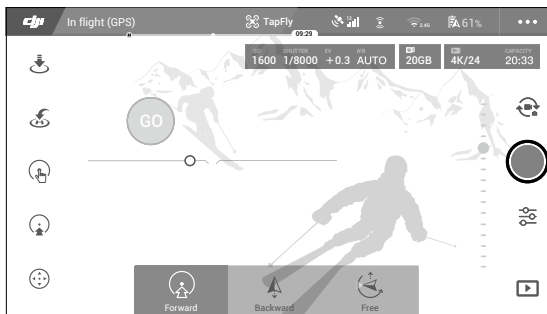 dji In flight (GPS) TapFly 2.4G 61%
09:29
ISO SHUTTER EV WB CAPACITY
1600 1/8000 +0.3 AUTO 20GB 4K/24 20:33
GO
Forward Backward Free